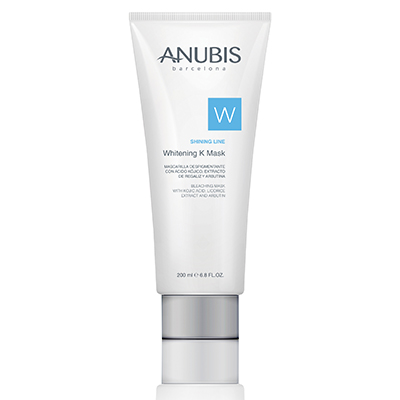 ANUBIS
barcelona
W
SHINING LINE
Whitening K Mask
MASCARILLA DESPIGMENTANTE
CON ACIDO KÓJICO, EXTRACTO
DE REGALIZ Y ARBUTINA
BLEACHING MASK
WITH KOJIC ACID, LICORICE
EXTRACT AND ARBUTIN
200 ml ℮ 6.8 FL.OZ.